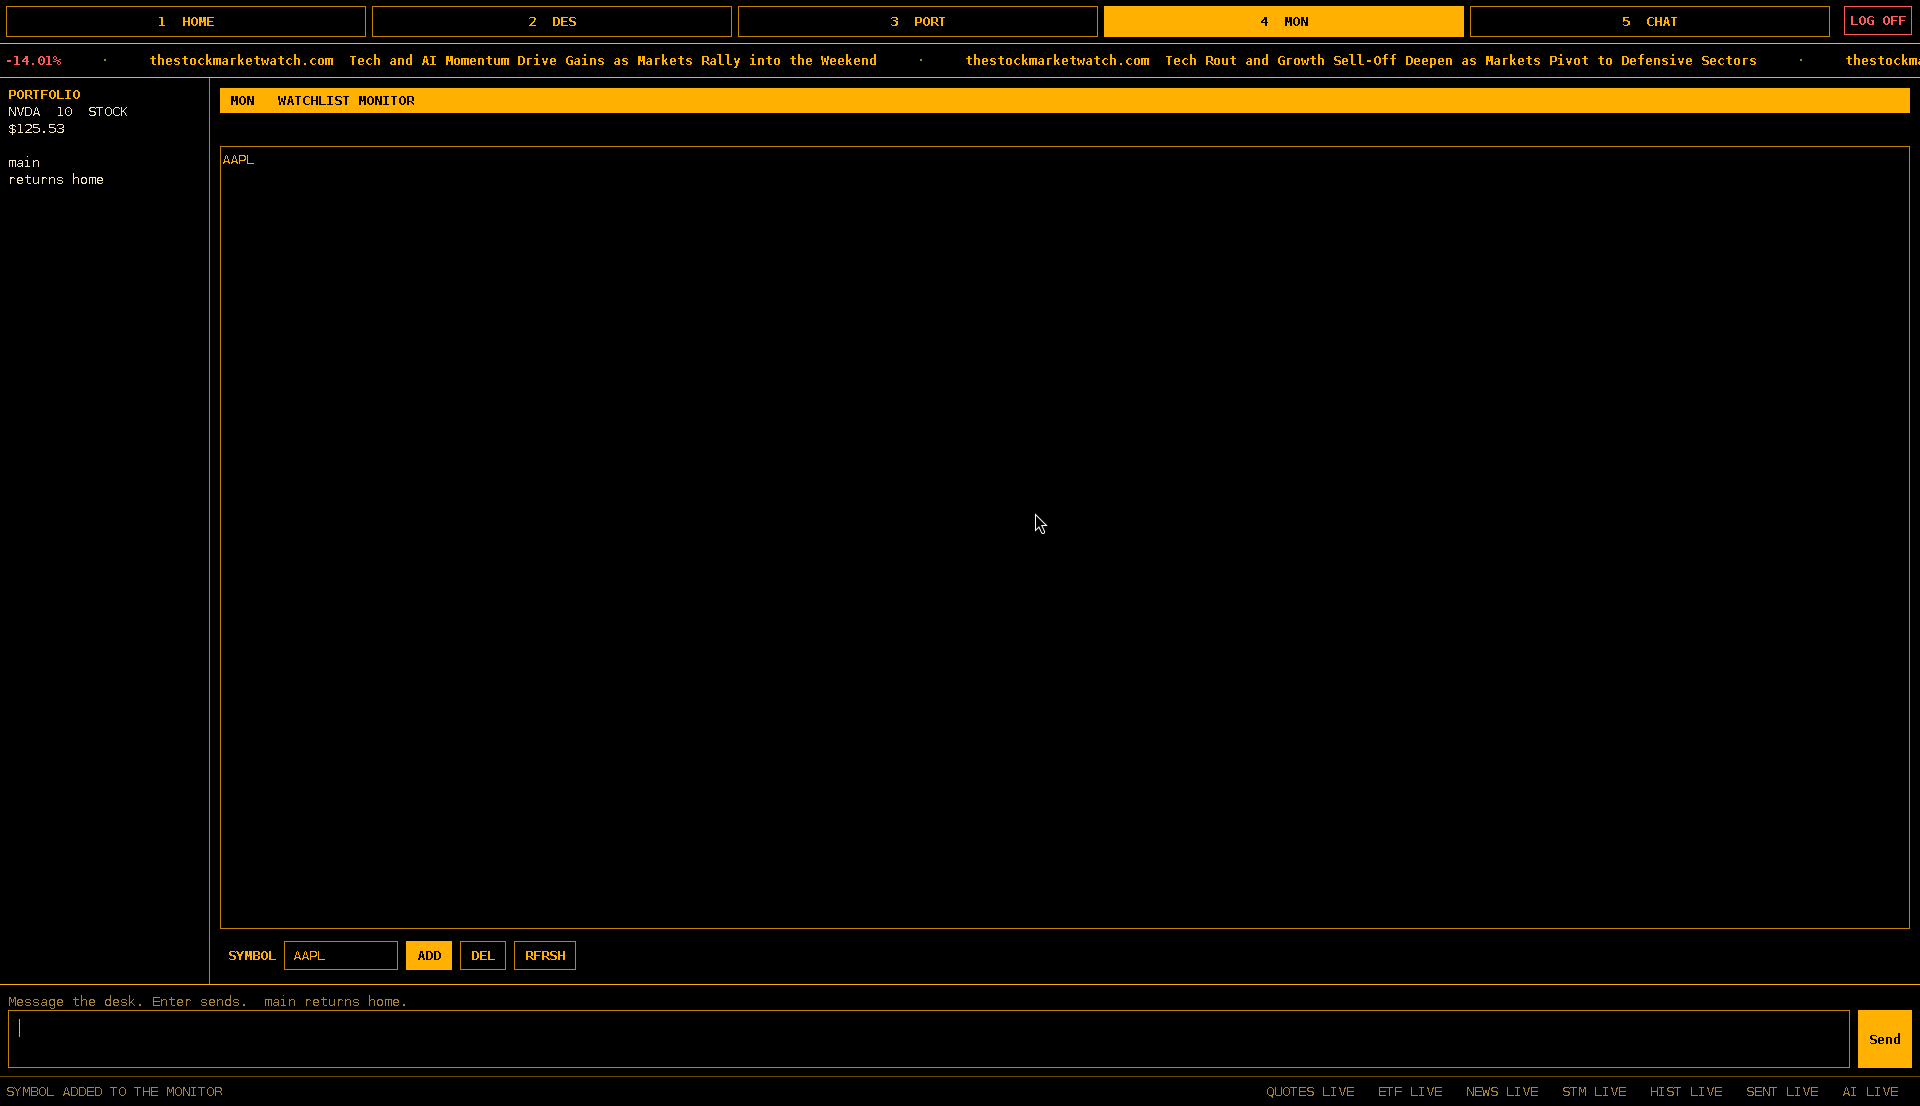 1 HOME 2 DES 3 PORT 4 MON 5 CHAT LOG OFF
-14.01% · thestockmarketwatch.com Tech and AI Momentum Drive Gains as Markets Rally into the Weekend · thestockmarketwatch.com Tech Rout and Growth Sell-Off Deepen as Markets Pivot to Defensive Sectors · thestockma
PORTFOLIO
NVDA 10 STOCK
$125.53
main
returns home
MON WATCHLIST MONITOR
AAPL
SYMBOL AAPL ADD DEL RFRSH
Message the desk. Enter sends. main returns home.
Send
SYMBOL ADDED TO THE MONITOR QUOTES LIVE ETF LIVE NEWS LIVE STM LIVE HIST LIVE SENT LIVE AI LIVE